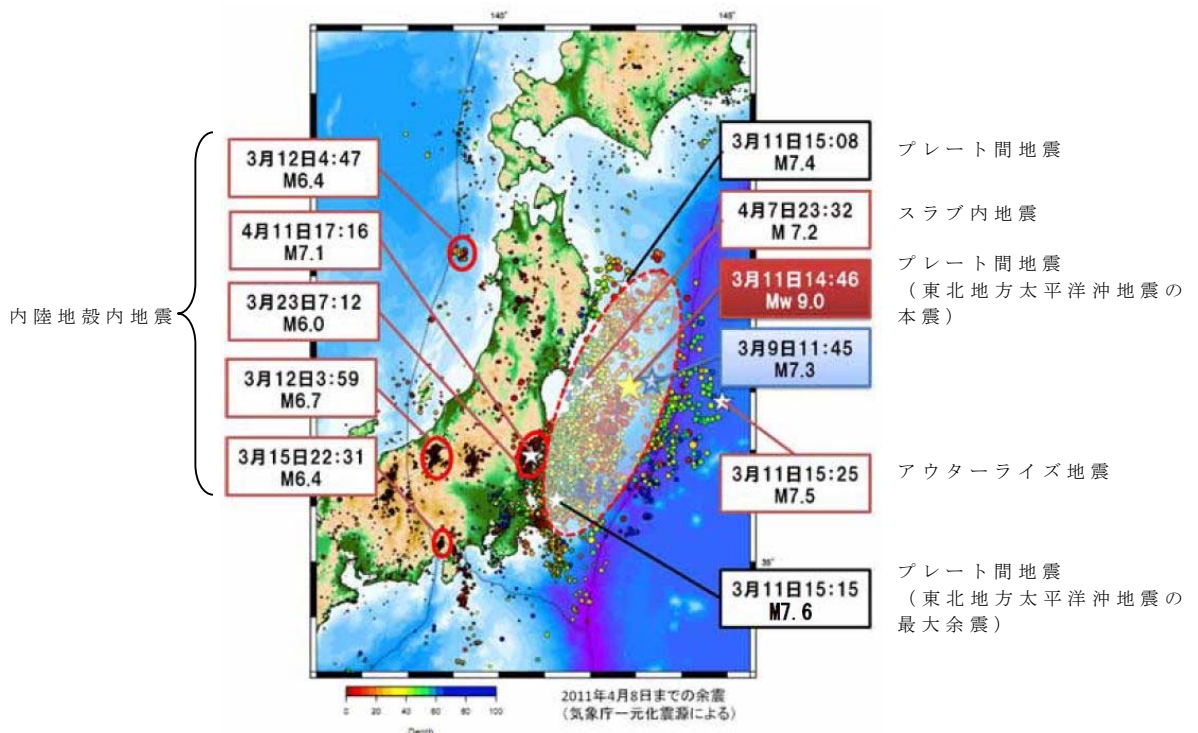 140°
145°
内陸地殻内地震
3月12日4:47
M6.4
4月11日17:16
M7.1
3月23日7:12
M6.0
3月12日3:59
M6.7
3月15日22:31
M6.4
3月11日15:08
M7.4
プレート間地震
4月7日23:32
M 7.2
スラブ内地震
3月11日14:46
Mw 9.0
プレート間地震
（東北地方太平洋沖地震の
本震）
3月9日11:45
M7.3
3月11日15:25
M7.5
アウターライズ地震
35°
3月11日15:15
M7.6
プレート間地震
（東北地方太平洋沖地震の
最大余震）
0 20 40 60 80 100
Depth
2011年4月8日までの余震
(気象庁一元化震源による)